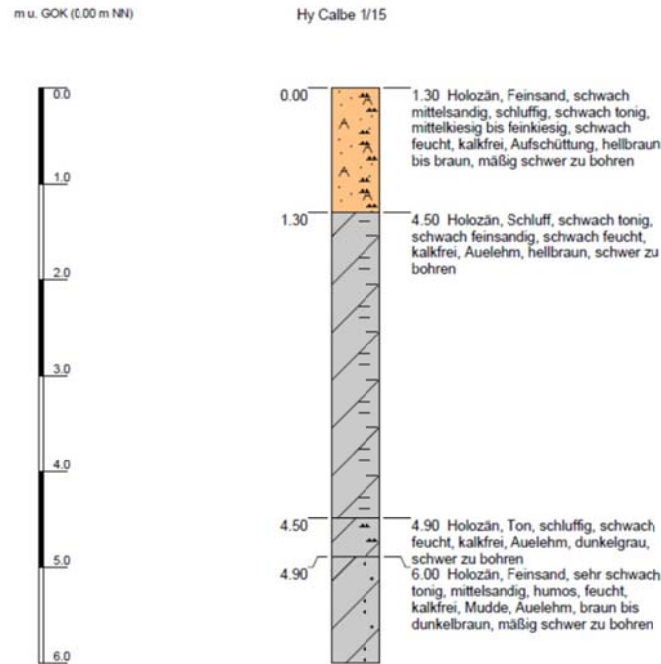 m u. GOK (0.00 m NN)
Hy Calbe 1/15
0.0
1.0
2.0
3.0
4.0
5.0
6.0
0.00
1.30 Holozän, Feinsand, schwach
mittelsandig, schluffig, schwach tonig,
mittelkiesig bis feinkiesig, schwach
feucht, kalkfrei, Aufschüttung, hellbraun
bis braun, mäßig schwer zu bohren
1.30
4.50 Holozän, Schluff, schwach tonig,
schwach feinsandig, schwach feucht,
kalkfrei, Auelehm, hellbraun, schwer zu
bohren
4.50
4.90 Holozän, Ton, schluffig, schwach
feucht, kalkfrei, Auelehm, dunkelgrau,
schwer zu bohren
4.90
6.00 Holozän, Feinsand, sehr schwach
tonig, mittelsandig, humos, feucht,
kalkfrei, Mudde, Auelehm, braun bis
dunkelbraun, mäßig schwer zu bohren